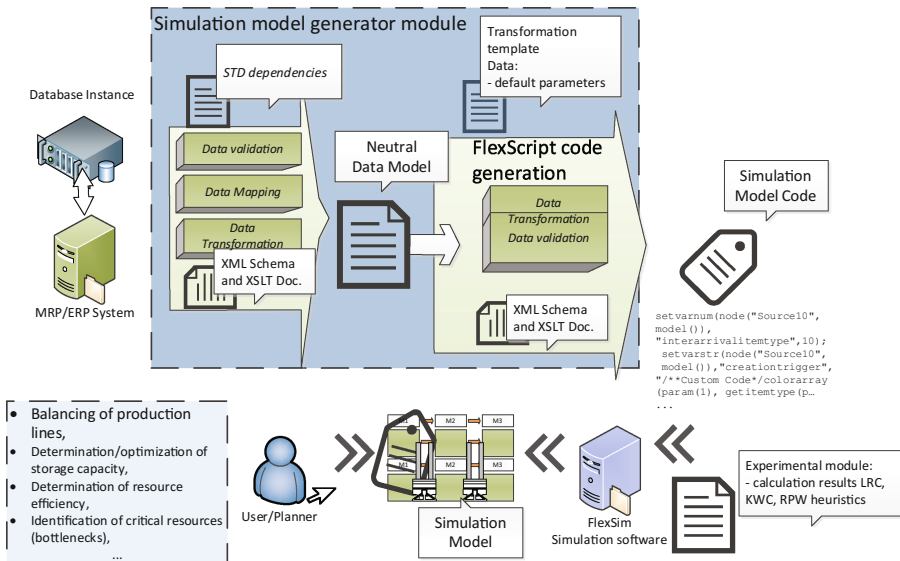 Simulation model generator module
STD dependencies
Transformation
template
Data:
- default parameters
Database Instance
Data validation
Data Mapping
Data
Transformation
XML Schema
and XSLT Doc.
MRP/ERP System
Neutral
Data Model
FlexScript code
generation
Data
Transformation
Data validation
XML Schema
and XSLT Doc.
Simulation
Model Code
setvarnum(node("Source10",
model()),
"interarrivalitemtype",10);
setvarstr(node("Source10",
model()),"creationtrigger",
"/**Custom Code*/colorarray
(param(1), getitemtype(p…
...
• Balancing of production
lines,
• Determination/optimization of
storage capacity,
• Determination of resource
efficiency,
• Identification of critical resources
(bottlenecks),
…
User/Planner
M1 M2 M3
M1 M2 M3
Simulation
Model
FlexSim
Simulation software
Experimental module:
- calculation results LRC,
KWC, RPW heuristics